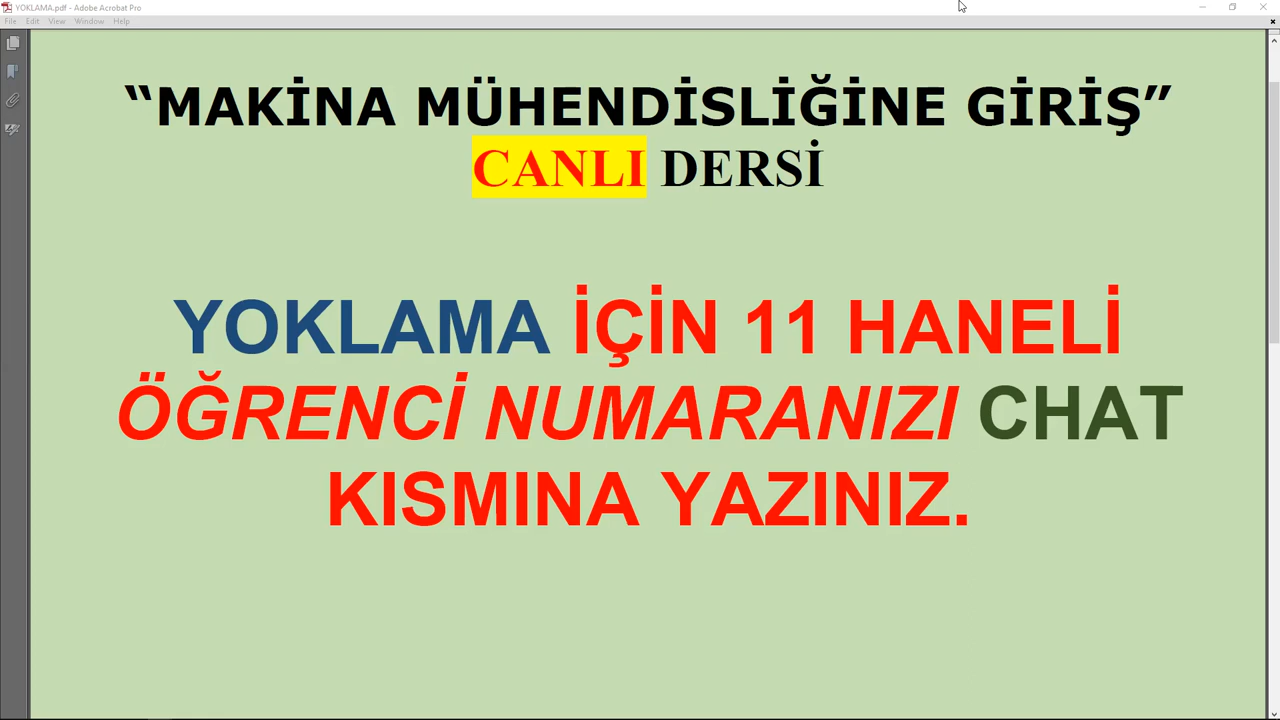 YOKLAMA.pdf - Adobe Acrobat Pro
File Edit View Window Help
“MAKİNA MÜHENDİSLİĞİNE GİRİŞ”
CANLI DERSİ
YOKLAMA İÇİN 11 HANELİ
ÖĞRENCİ NUMARANIZI CHAT
KISMINA YAZINIZ.